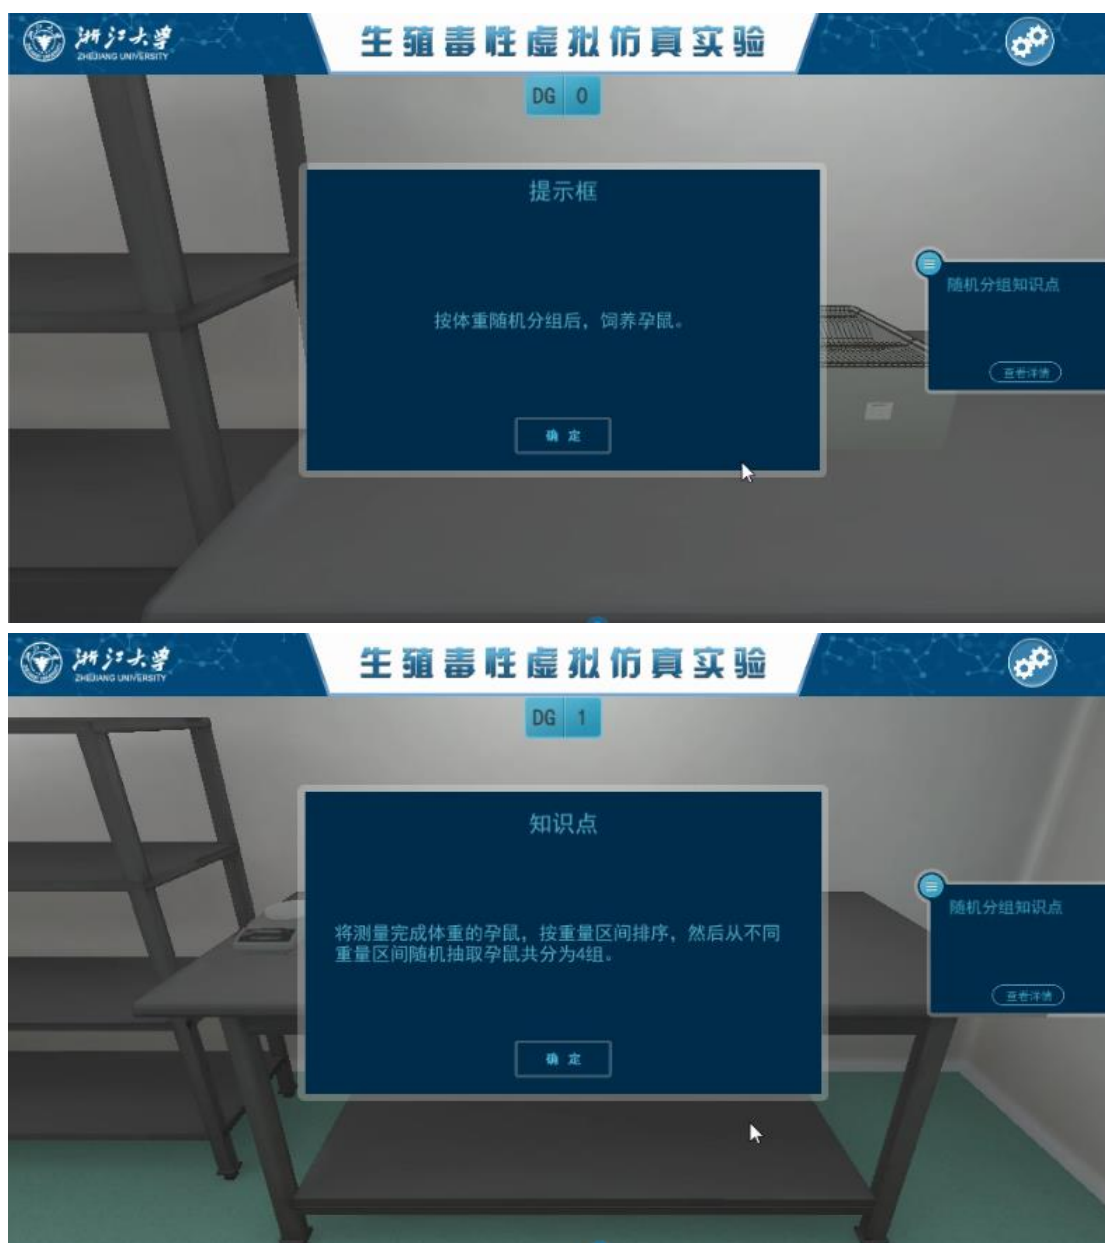 浙江大学
ZHEJIANG UNIVERSITY
生殖毒性虚拟仿真实验
DG 0
提示框
按体重随机分组后，饲养孕鼠。
确 定
随机分组知识点
查看详情
浙江大学
ZHEJIANG UNIVERSITY
生殖毒性虚拟仿真实验
DG 1
知识点
将测量完成体重的孕鼠，按重量区间排序，然后从不同
重量区间随机抽取孕鼠共分为4组。
确 定
随机分组知识点
查看详情